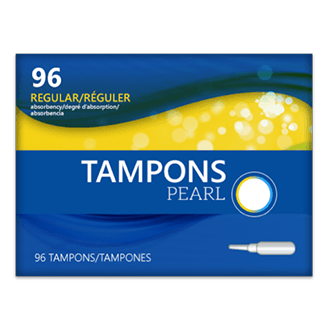 96
REGULAR/RÉGULER
absorbency/degré d'absorption/
absorbencia
TAMPONS
PEARL
96 TAMPONS/TAMPONES